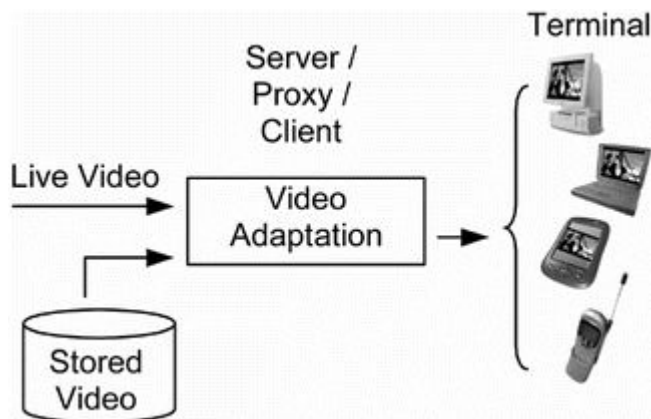 Terminal
Server /
Proxy /
Client
Live Video
Video
Adaptation
Stored
Video